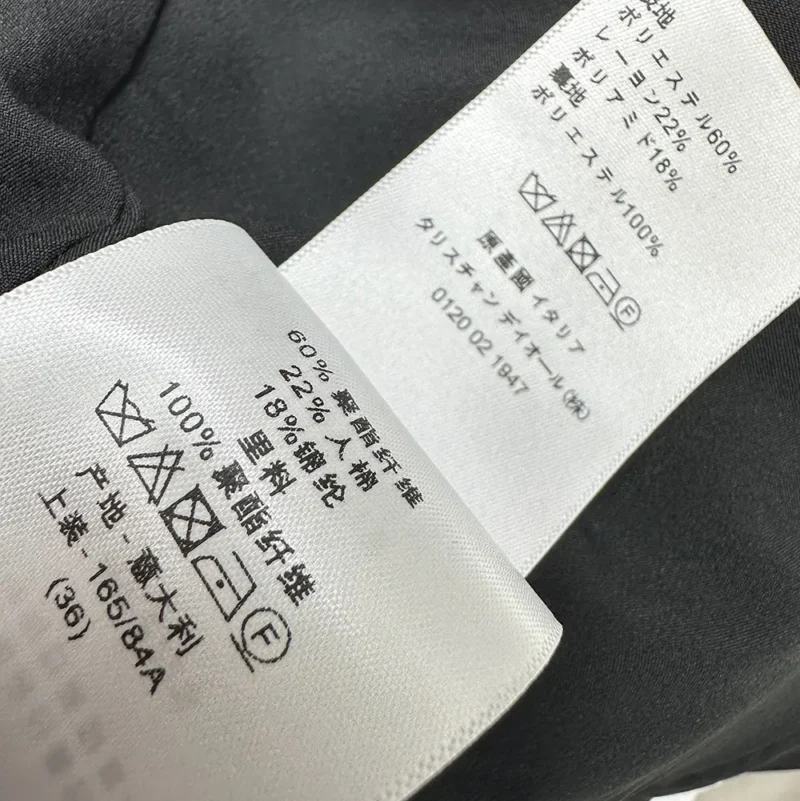 表地
ポリエステル60%
レーヨン22%
ポリアミド18%
裏地
ポリエステル100%
F
原産國 イタリア
タリスチャン ディオール(株)
0120 02 1947
60% 聚酯纤维
22% 人棉
18%锦纶
里料
100% 聚酯纤维
F
产地 - 意大利
上装 - 165/84A
(36)